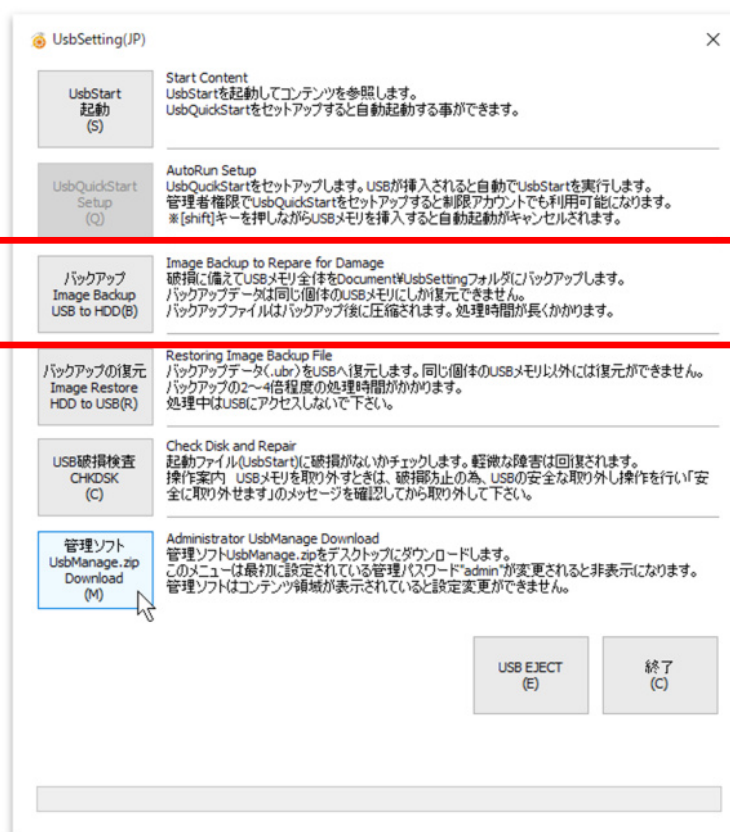 UsbSetting(JP)
UsbStart
起動
(S)
Start Content
UsbStartを起動してコンテンツを参照します。
UsbQuickStartをセットアップすると自動起動する事ができます。
UsbQuickStart
Setup
(Q)
AutoRun Setup
UsbQucikStartをセットアップします。USBが挿入されると自動でUsbStartを実行します。
管理者権限でUsbQuickStartをセットアップすると制限アカウントでも利用可能になります。
※[shift]キーを押しながらUSBメモリを挿入すると自動起動がキャンセルされます。
バックアップ
Image Backup
USB to HDD(B)
Image Backup to Repare for Damage
破損に備えてUSBメモリ全体をDocument¥UsbSettingフォルダにバックアップします。
バックアップデータは同じ個体のUSBメモリにしか復元できません。
バックアップファイルはバックアップ後に圧縮されます。処理時間が長くかかります。
バックアップの復元
Image Restore
HDD to USB(R)
Restoring Image Backup File
バックアップデータ(.ubr)をUSBへ復元します。同じ個体のUSBメモリ以外には復元ができません。
バックアップの2～4倍程度の処理時間がかかります。
処理中はUSBにアクセスしないで下さい。
USB破損検査
CHKDSK
(C)
Check Disk and Repair
起動ファイル(UsbStart)に破損がないかチェックします。軽微な障害は回復されます。
操作案内 USBメモリを取り外すときは、破損防止の為、USBの安全な取り外し操作を行い「安
全に取り外せます」のメッセージを確認してから取り外して下さい。
管理ソフト
UsbManage.zip
Download
(M)
Administrator UsbManage Download
管理ソフトUsbManage.zipをデスクトップにダウンロードします。
このメニューは最初に設定されている管理パスワード"admin"が変更されると非表示になります。
管理ソフトはコンテンツ領域が表示されていると設定変更ができません。
USB EJECT
(E)
終了
(C)